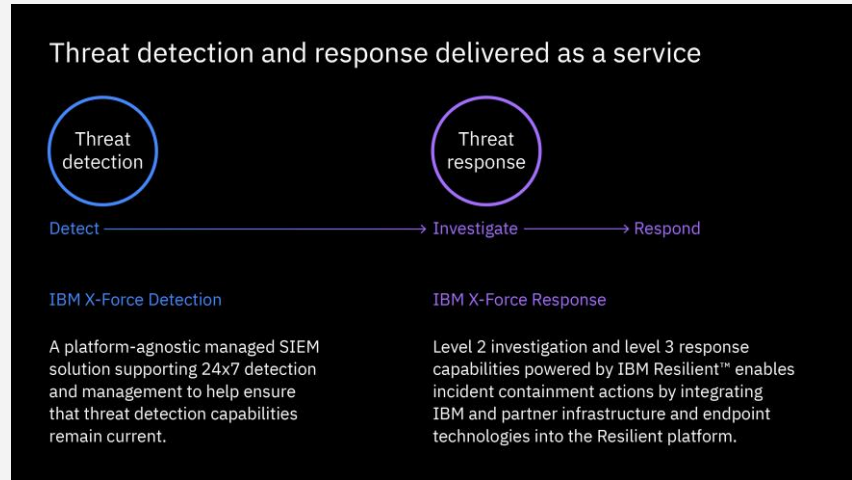 Threat detection and response delivered as a service
Threat
detection
Threat
response
Detect
Investigate
Respond
IBM X-Force Detection
A platform-agnostic managed SIEM
solution supporting 24x7 detection
and management to help ensure
that threat detection capabilities
remain current.
IBM X-Force Response
Level 2 investigation and level 3 response
capabilities powered by IBM Resilient™ enables
incident containment actions by integrating
IBM and partner infrastructure and endpoint
technologies into the Resilient platform.